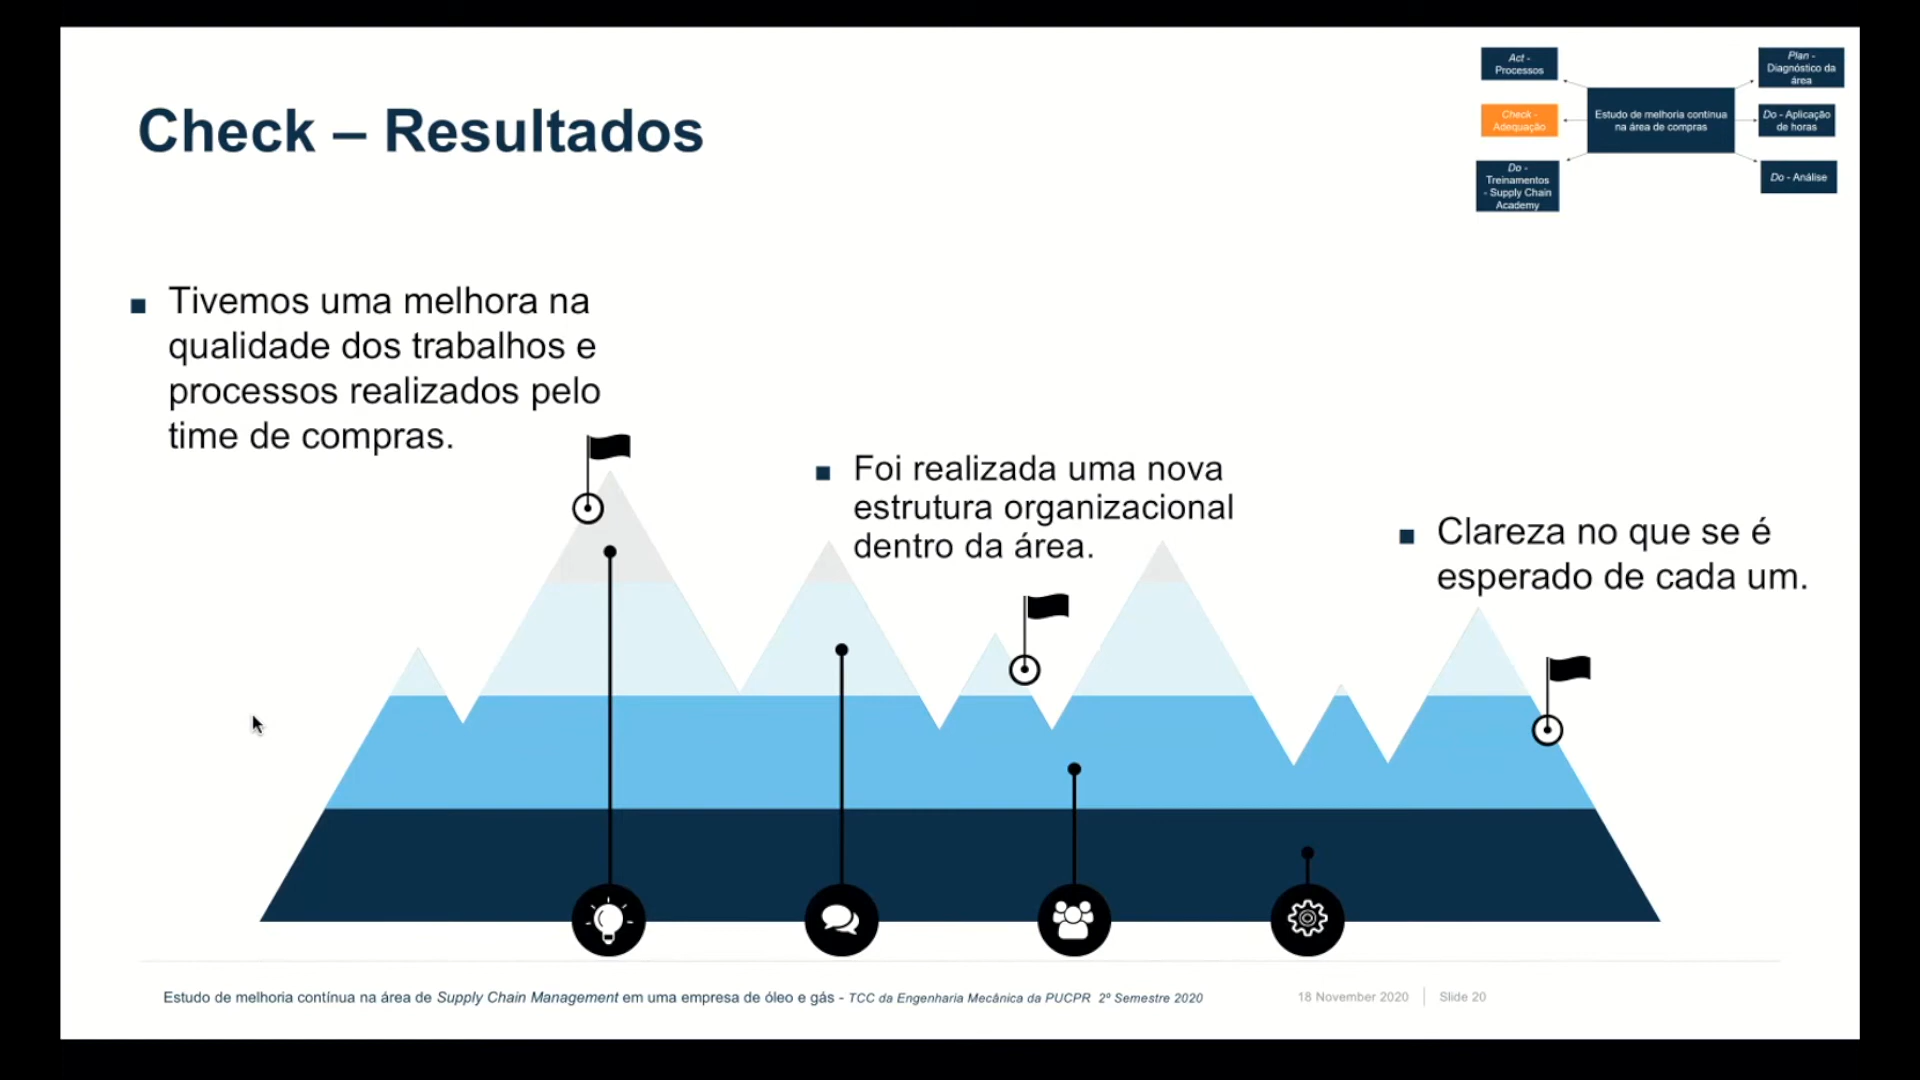 Check – Resultados
Act -
Processos
Check -
Adequação
Do -
Treinamentos
- Supply Chain
Academy
Estudo de melhoria contínua
na área de compras
Plan -
Diagnóstico da
área
Do - Aplicação
de horas
Do - Análise
Tivemos uma melhora na
qualidade dos trabalhos e
processos realizados pelo
time de compras.
Foi realizada uma nova
estrutura organizacional
dentro da área.
Clareza no que se é
esperado de cada um.
Estudo de melhoria contínua na área de Supply Chain Management em uma empresa de óleo e gás - TCC da Engenharia Mecânica da PUCPR 2º Semestre 2020
18 November 2020
Slide 20